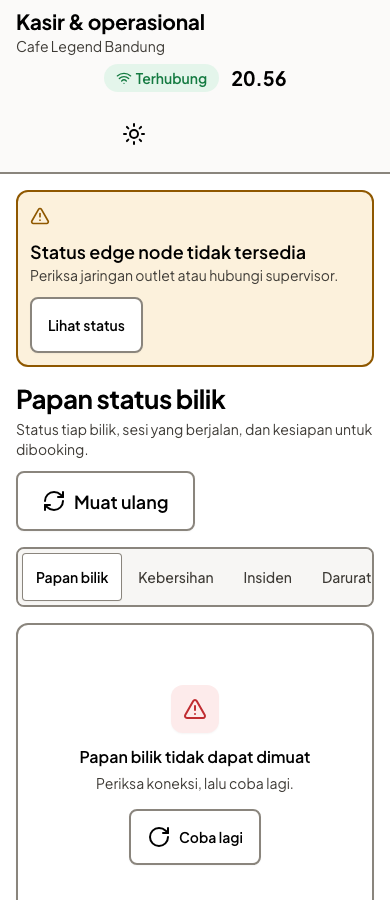 Kasir & operasional
Cafe Legend Bandung
Terhubung 20.56
Status edge node tidak tersedia
Periksa jaringan outlet atau hubungi supervisor.
Lihat status
Papan status bilik
Status tiap bilik, sesi yang berjalan, dan kesiapan untuk
dibooking.
Muat ulang
Papan bilik Kebersihan Insiden Darurat
Papan bilik tidak dapat dimuat
Periksa koneksi, lalu coba lagi.
Coba lagi